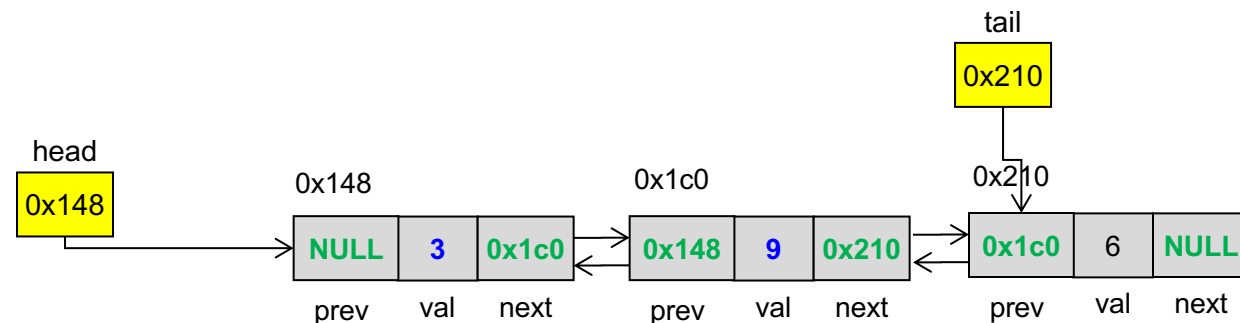 tail
0x210
head
0x148
0x148
0x1c0
0x210
NULL 3 0x1c0
0x148 9 0x210
0x1c0 6 NULL
prev val next
prev val next
prev val next